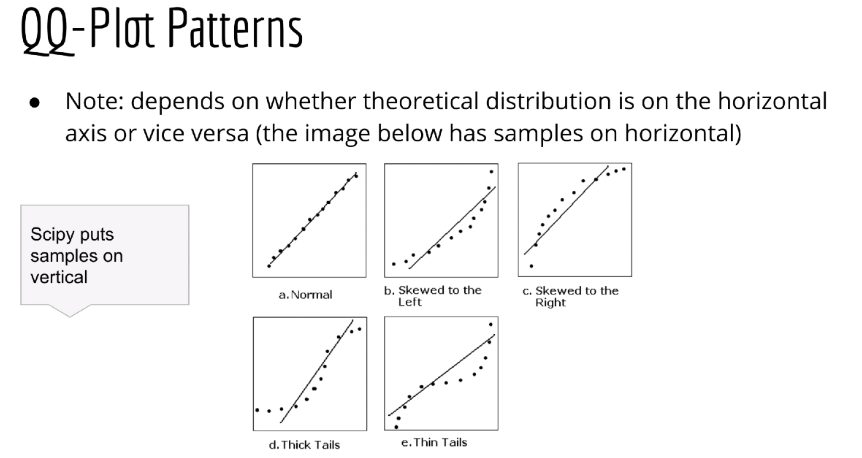 QQ-Plot Patterns
● Note: depends on whether theoretical distribution is on the horizontal
axis or vice versa (the image below has samples on horizontal)
Scipy puts
samples on
vertical
a. Normal
b. Skewed to the
Left
c. Skewed to the
Right
d. Thick Tails
e. Thin Tails